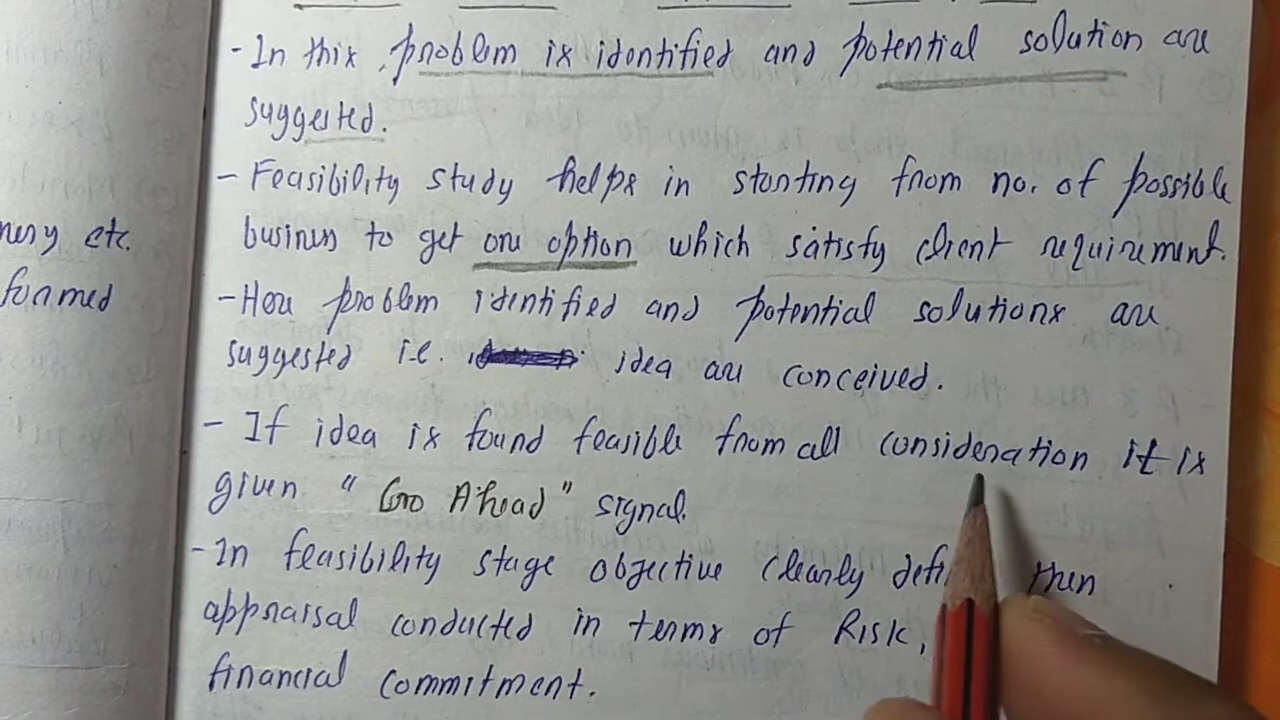 - In this, problem is identified and potential solution are
suggested.
- Feasibility study helps in starting from no. of possible
business to get one option which satisfy client requirement.
- Here problem identified and potential solutions are
suggested i.e. idea are conceived.
- If idea is found feasible from all consideration it is
given "Go Ahead" signal.
- In feasibility stage objective clearly then
appraisal conducted in terms of Risk,
financial commitment.
etc.
formed